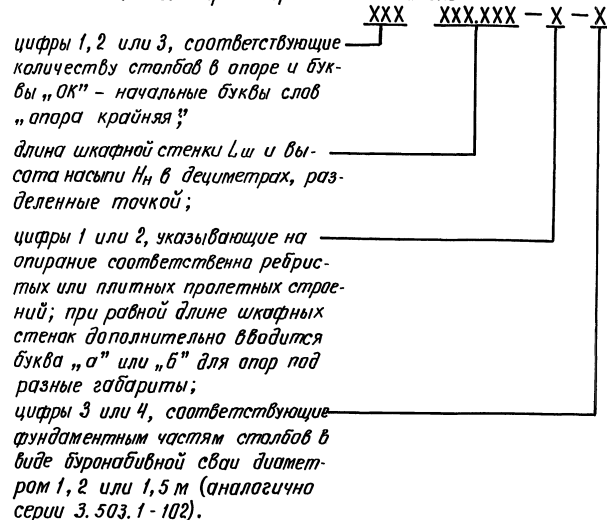 XXX XXX.XXX – X – X
цифры 1, 2 или 3, соответствующие
количеству столбов в опоре и бук-
вы „ОК” – начальные буквы слов
„опора крайняя”;
длина шкафной стенки Lш и вы-
сота насыпи Hн в дециметрах, раз-
деленные точкой;
цифры 1 или 2, указывающие на
опирание соответственно ребрис-
тых или плитных пролетных строе-
ний; при равной длине шкафных
стенок дополнительно вводится
буква „а” или „б” для опор под
разные габариты;
цифры 3 или 4, соответствующие
фундаментным частям столбов в
виде буронабивной сваи диамет-
ром 1,2 или 1,5 м (аналогично
серии 3.503.1-102).